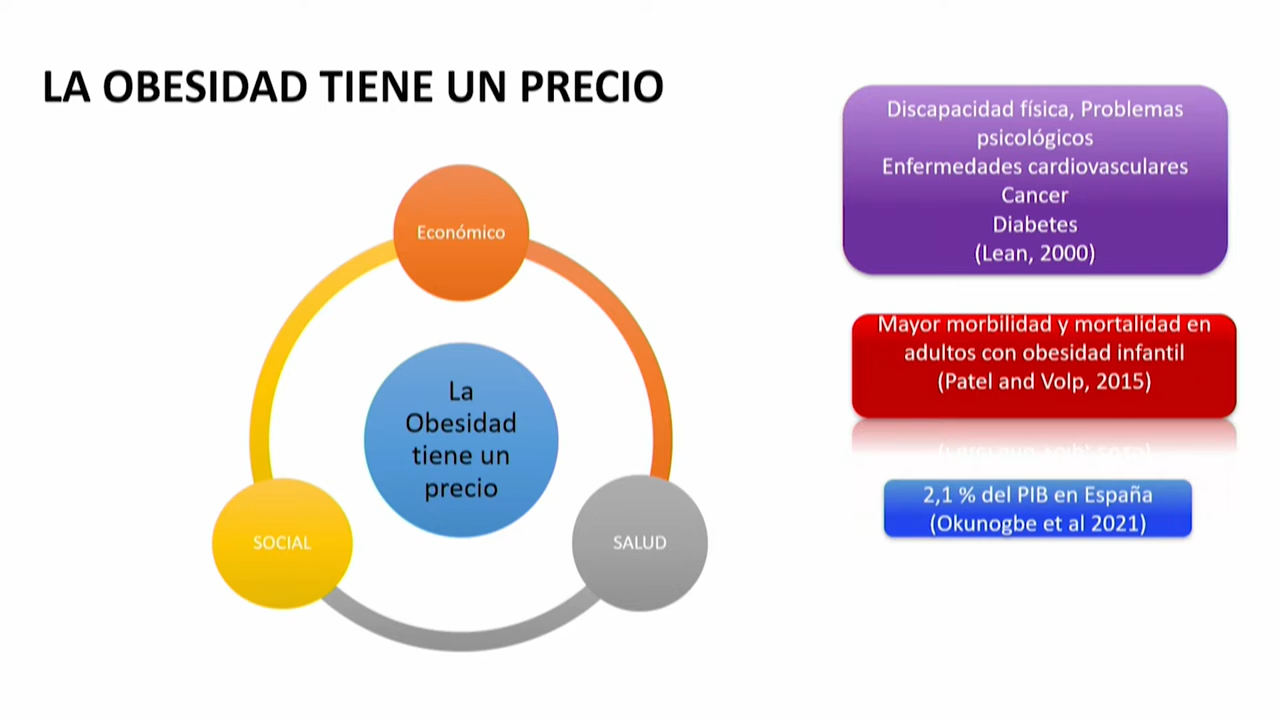 LA OBESIDAD TIENE UN PRECIO
Económico
La
Obesidad
tiene un
precio
SOCIAL
SALUD
Discapacidad física, Problemas
psicológicos
Enfermedades cardiovasculares
Cancer
Diabetes
(Lean, 2000)
Mayor morbilidad y mortalidad en
adultos con obesidad infantil
(Patel and Volp, 2015)
2,1 % del PIB en España
(Okunogbe et al 2021)